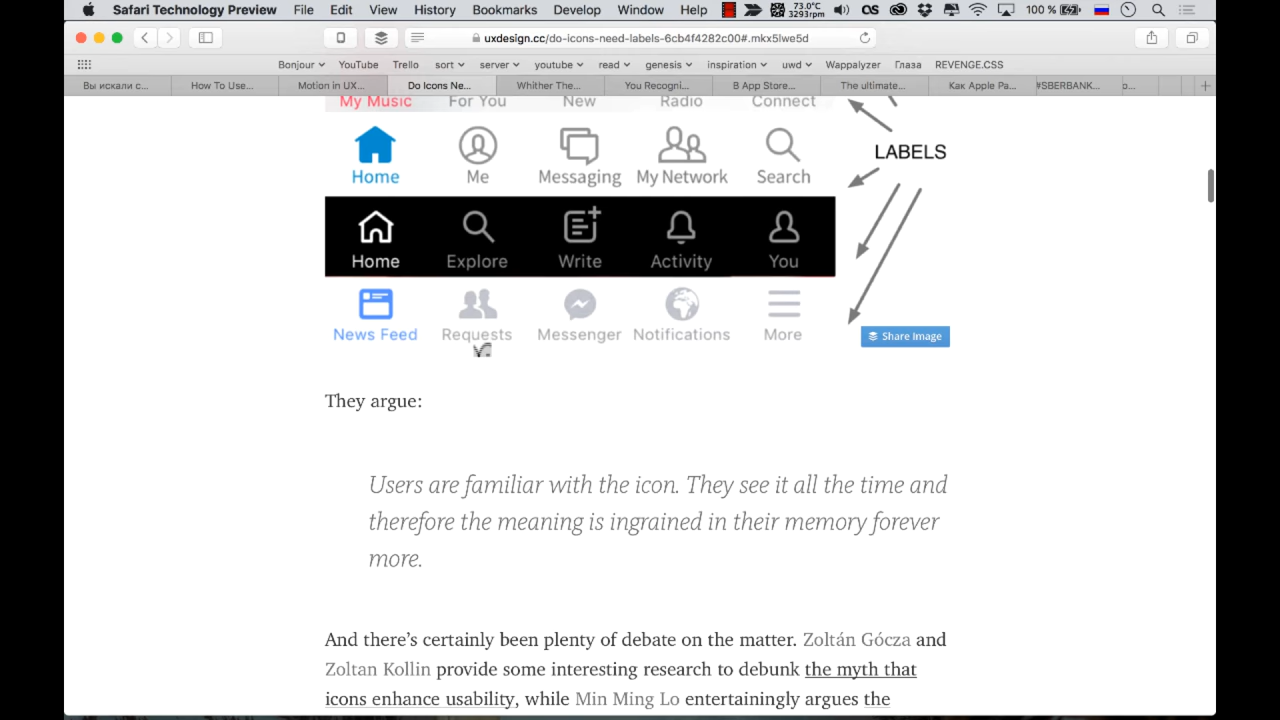 Safari Technology Preview File Edit View History Bookmarks Develop Window Help 73.0°C 3293rpm 100 %
uxdesign.cc/do-icons-need-labels-6cb4f4282c00#.mkx5lwe5d
Bonjour YouTube Trello sort server youtube read genesis inspiration uwd Wappalyzer Глаза REVENGE.CSS
Вы искали с... How To Use... Motion in UX... Do Icons Ne... Whither The... You Recogni... В App Store... The ultimate... Как Apple Pa... #SBERBANK...
My Music For You New Radio Connect
LABELS
Home Me Messaging My Network Search
Home Explore Write Activity You
News Feed Requests Messenger Notifications More
Share Image
They argue:
Users are familiar with the icon. They see it all the time and
therefore the meaning is ingrained in their memory forever
more.
And there’s certainly been plenty of debate on the matter. Zoltán Gócza and
Zoltan Kollin provide some interesting research to debunk the myth that
icons enhance usability, while Min Ming Lo entertainingly argues the